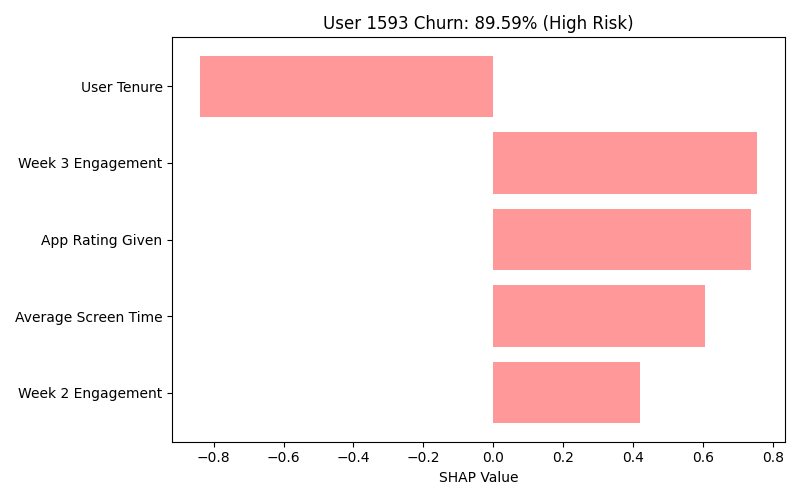 User 1593 Churn: 89.59% (High Risk)
User Tenure
Week 3 Engagement
App Rating Given
Average Screen Time
Week 2 Engagement
−0.8 −0.6 −0.4 −0.2 0.0 0.2 0.4 0.6 0.8
SHAP Value